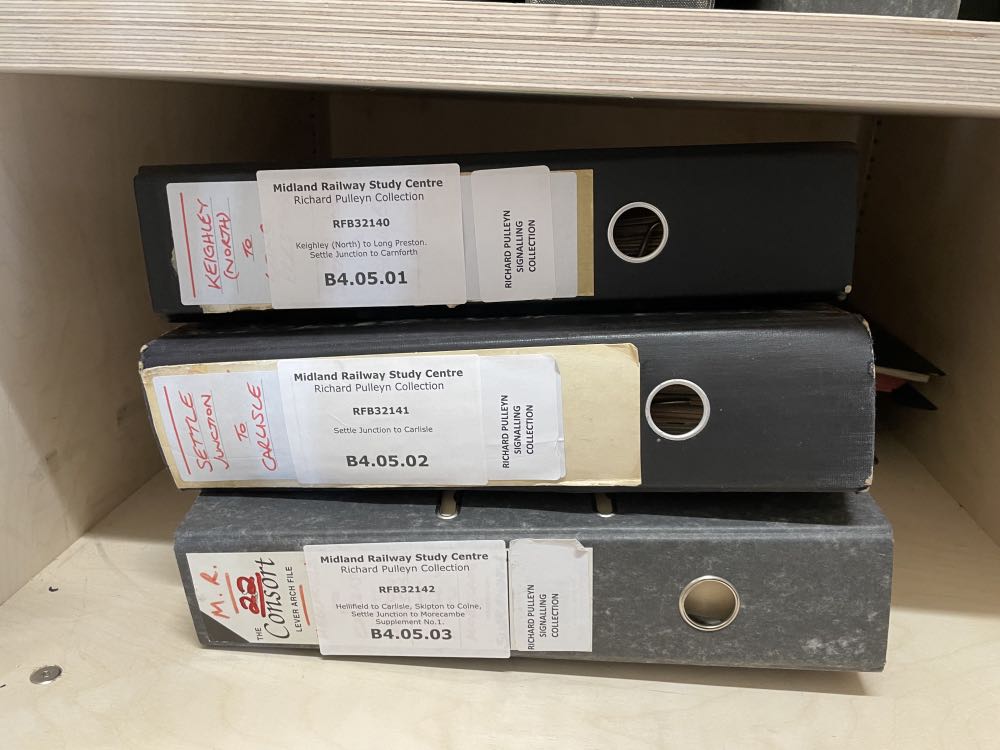 KEIGHLEY
(NORTH)
TO
Midland Railway Study Centre
Richard Pulleyn Collection
RFB32140
Keighley (North) to Long Preston.
Settle Junction to Carnforth
B4.05.01
RICHARD PULLEYN
SIGNALLING
COLLECTION
SETTLE
JUNCTION
TO
CARLISLE
Midland Railway Study Centre
Richard Pulleyn Collection
RFB32141
Settle Junction to Carlisle
B4.05.02
RICHARD PULLEYN
SIGNALLING
COLLECTION
M.R.
22
THE
Consort
LEVER ARCH FILE
Midland Railway Study Centre
Richard Pulleyn Collection
RFB32142
Hellifield to Carlisle, Skipton to Colne,
Settle Junction to Morecambe
Supplement No.1.
B4.05.03
RICHARD PULLEYN
SIGNALLING
COLLECTION